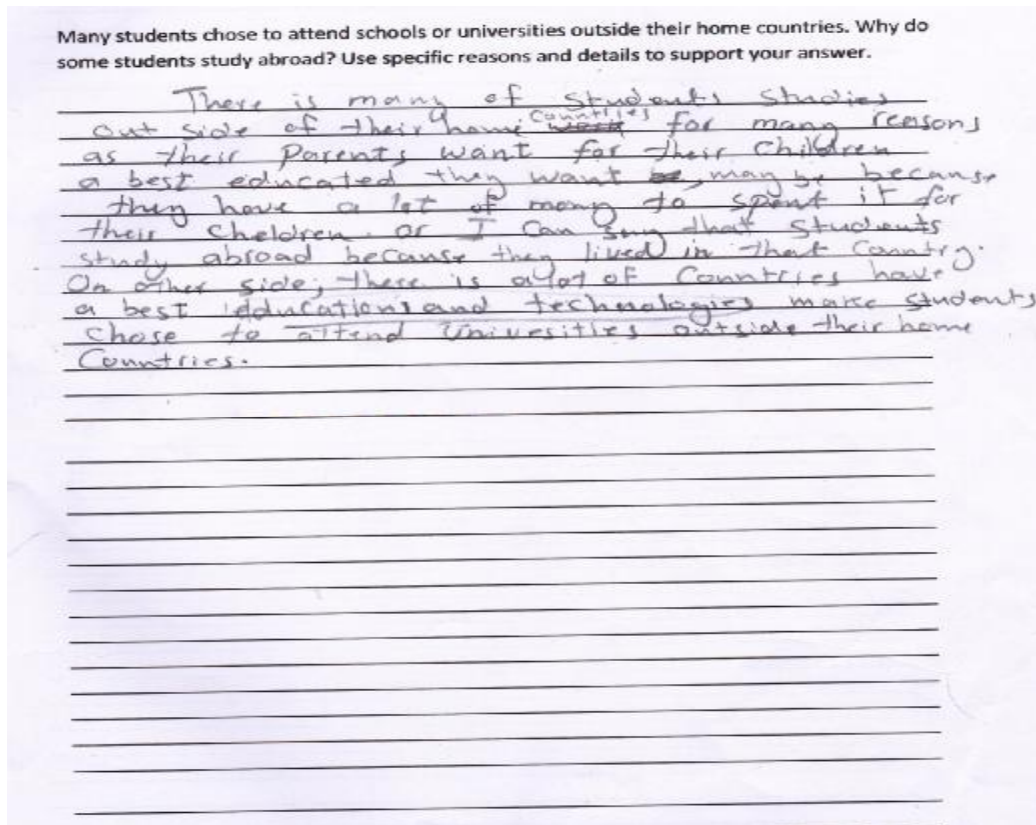 Many students chose to attend schools or universities outside their home countries. Why do
some students study abroad? Use specific reasons and details to support your answer.
There is many of students studies
out side of their home countries for many reasons
as their parents want for their children
a best educated they want , may be because
they have a lot of mony to spent it for
their cheldren. or I can say that students
study abroad because they lived in that country.
On other side, there is a lot of countries have
a best educations and technologies make students
chose to attend univesities outside their home
countries.